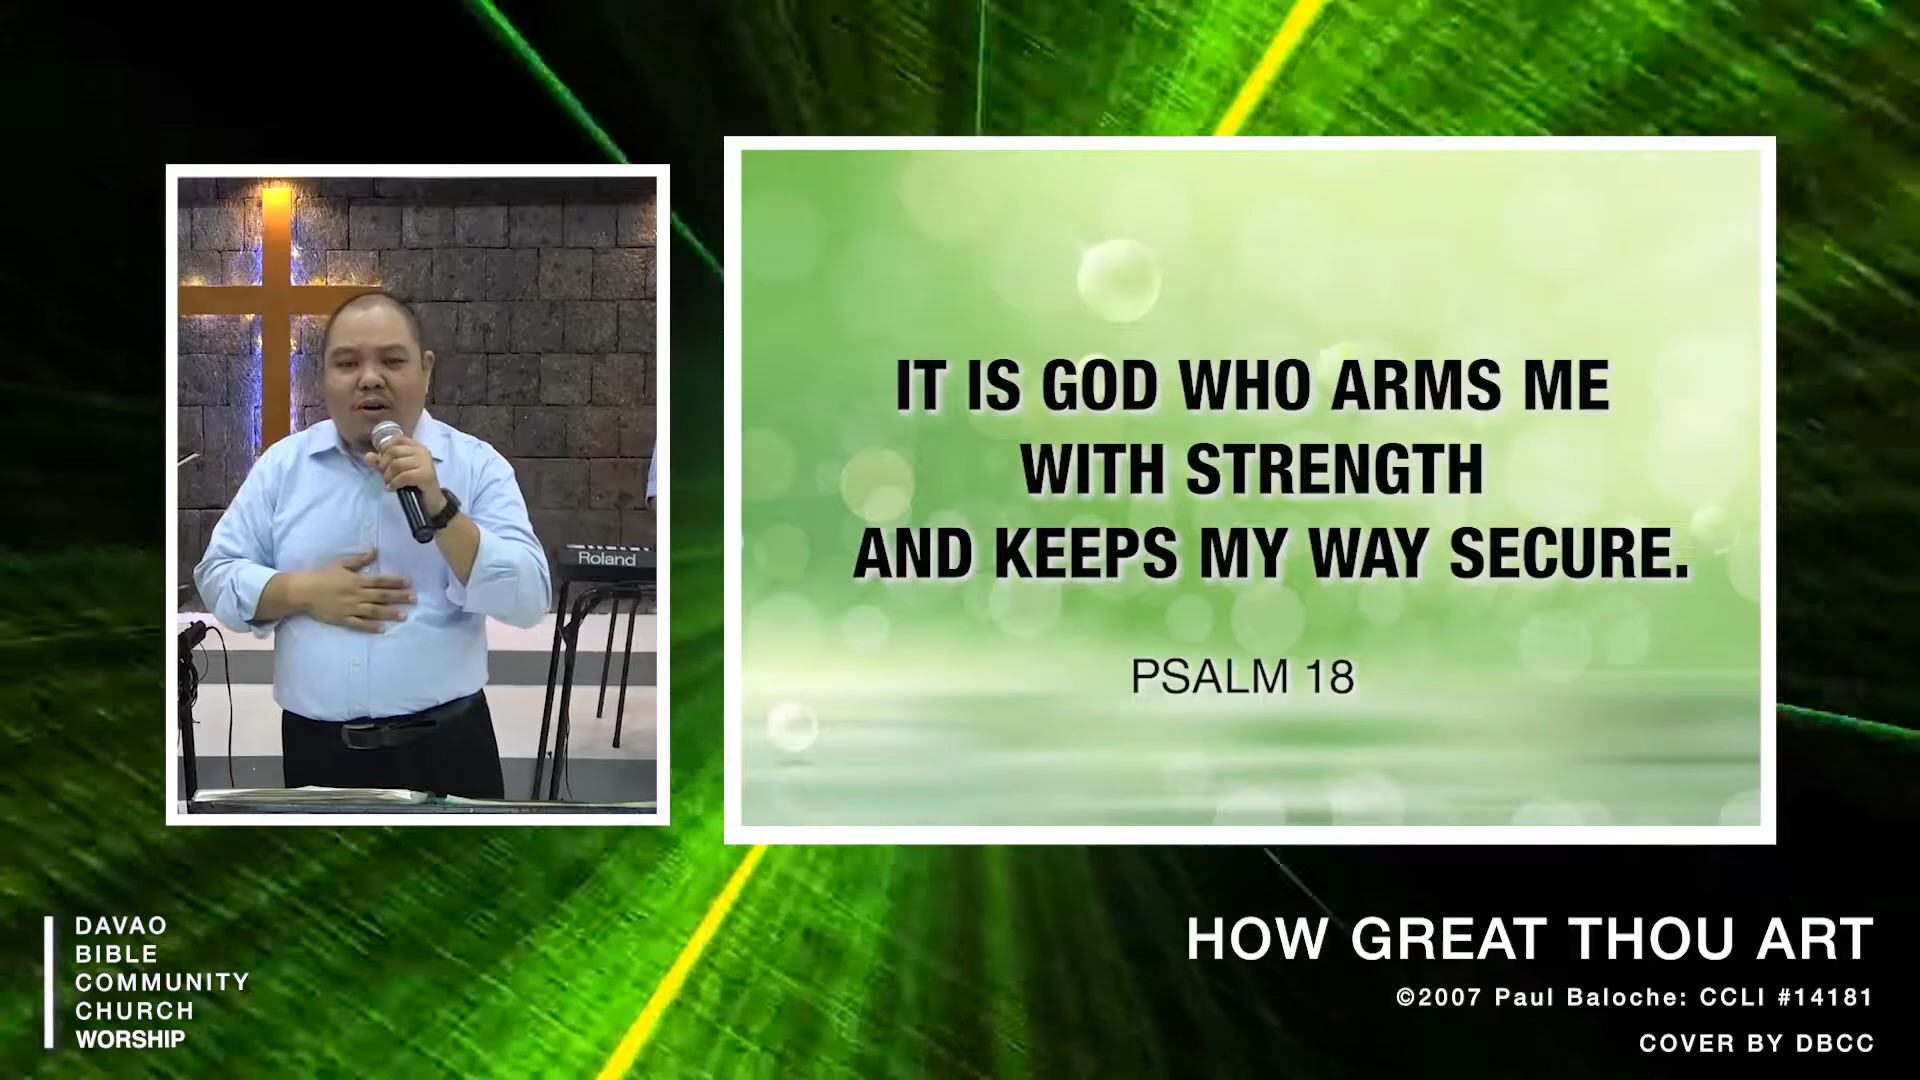 Roland
IT IS GOD WHO ARMS ME
WITH STRENGTH
AND KEEPS MY WAY SECURE.
PSALM 18
DAVAO
BIBLE
COMMUNITY
CHURCH
WORSHIP
HOW GREAT THOU ART
©2007 Paul Baloche: CCLI #14181
COVER BY DBCC